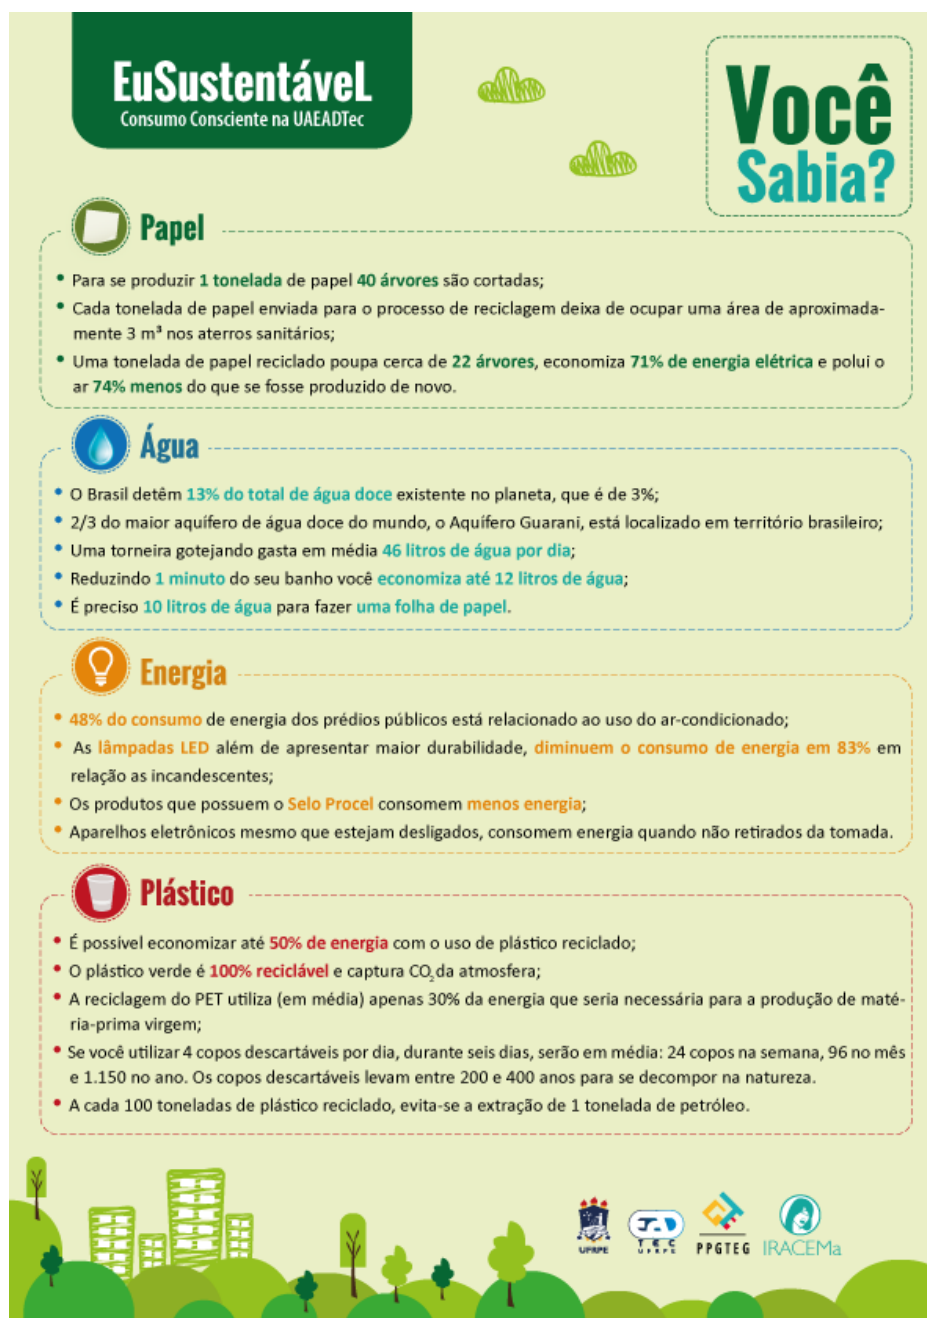 EuSustentáveL
Consumo Consciente na UAEADTec
Você
Sabia?
Papel
• Para se produzir 1 tonelada de papel 40 árvores são cortadas;
• Cada tonelada de papel enviada para o processo de reciclagem deixa de ocupar uma área de aproximada-
mente 3 m³ nos aterros sanitários;
• Uma tonelada de papel reciclado poupa cerca de 22 árvores, economiza 71% de energia elétrica e polui o
ar 74% menos do que se fosse produzido de novo.
Água
• O Brasil detêm 13% do total de água doce existente no planeta, que é de 3%;
• 2/3 do maior aquífero de água doce do mundo, o Aquífero Guarani, está localizado em território brasileiro;
• Uma torneira gotejando gasta em média 46 litros de água por dia;
• Reduzindo 1 minuto do seu banho você economiza até 12 litros de água;
• É preciso 10 litros de água para fazer uma folha de papel.
Energia
• 48% do consumo de energia dos prédios públicos está relacionado ao uso do ar-condicionado;
• As lâmpadas LED além de apresentar maior durabilidade, diminuem o consumo de energia em 83% em
relação as incandescentes;
• Os produtos que possuem o Selo Procel consomem menos energia;
• Aparelhos eletrônicos mesmo que estejam desligados, consomem energia quando não retirados da tomada.
Plástico
• É possível economizar até 50% de energia com o uso de plástico reciclado;
• O plástico verde é 100% reciclável e captura CO₂ da atmosfera;
• A reciclagem do PET utiliza (em média) apenas 30% da energia que seria necessária para a produção de maté-
ria-prima virgem;
• Se você utilizar 4 copos descartáveis por dia, durante seis dias, serão em média: 24 copos na semana, 96 no mês
e 1.150 no ano. Os copos descartáveis levam entre 200 e 400 anos para se decompor na natureza.
• A cada 100 toneladas de plástico reciclado, evita-se a extração de 1 tonelada de petróleo.
UFRPE
TEC
UFRPE
PPGTEG
IRACEMa